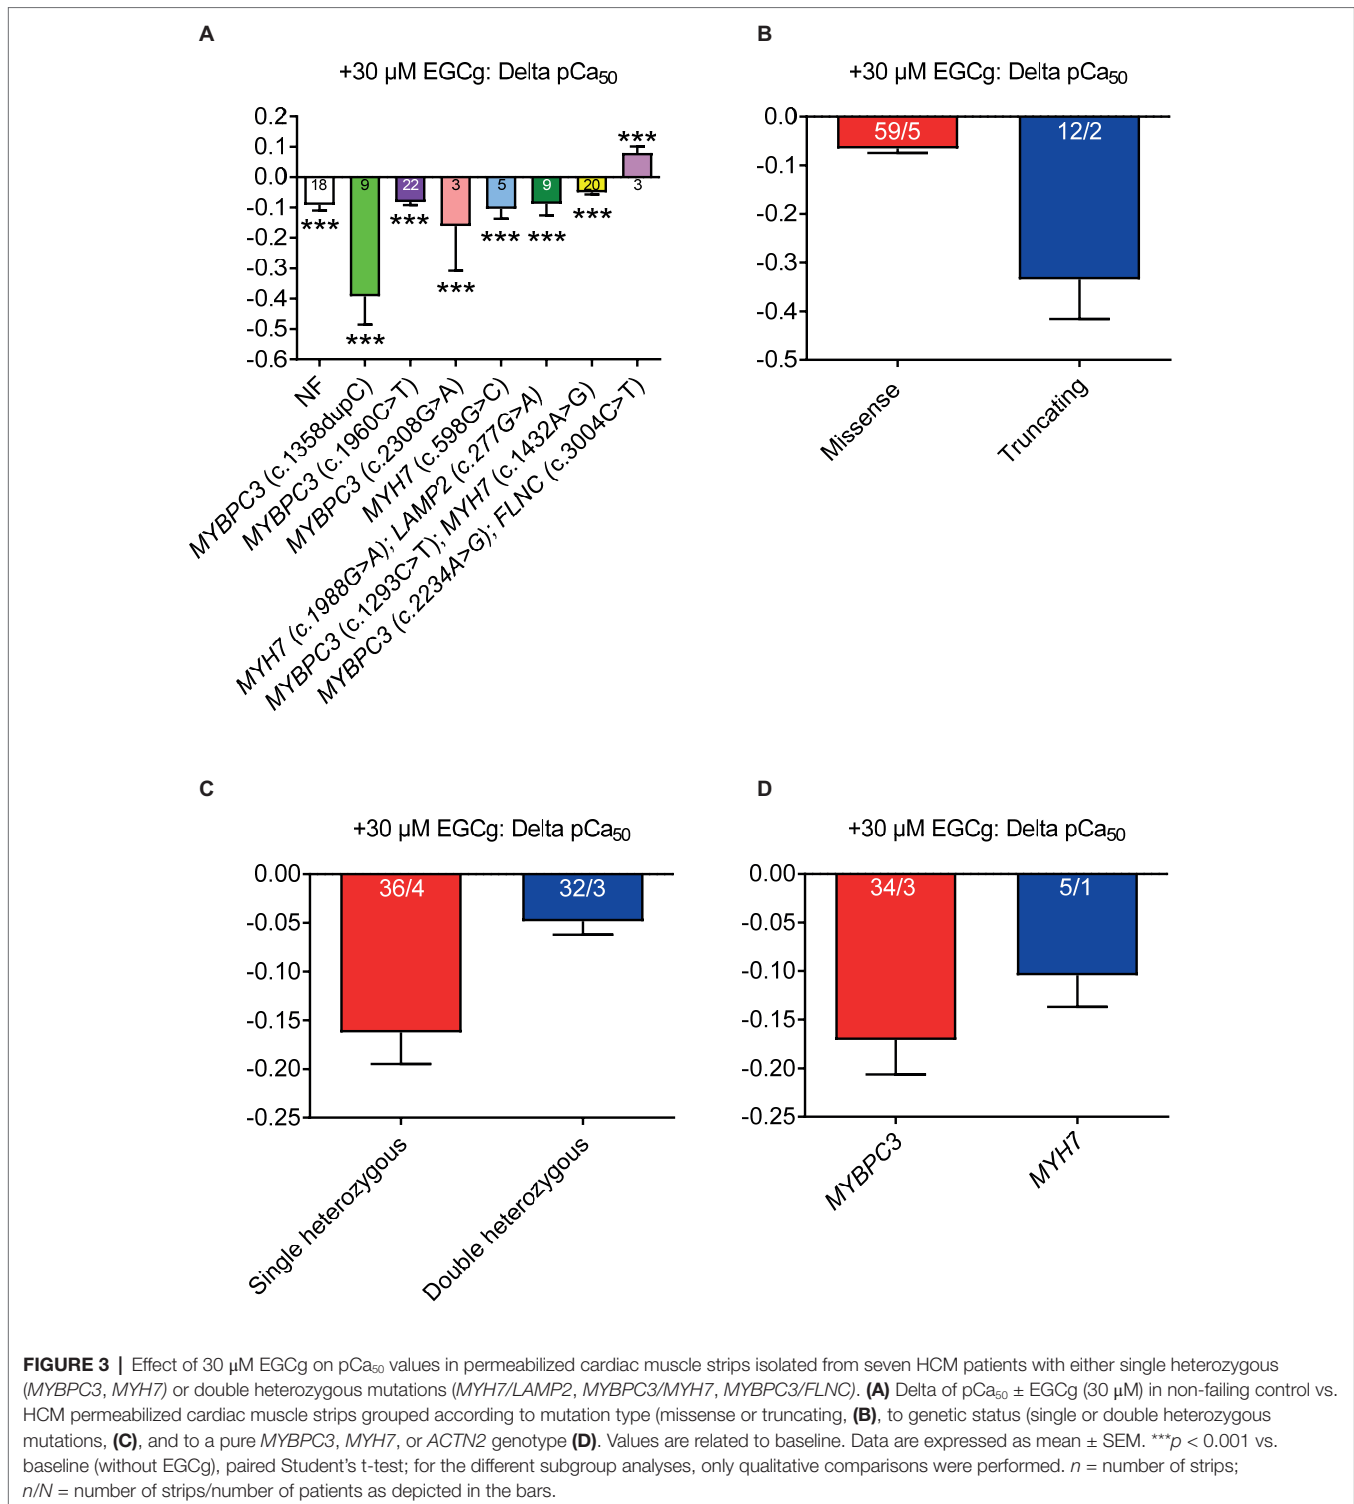 A
+30 µM EGCg: Delta pCa50
0.2
0.1
0.0
-0.1
-0.2
-0.3
-0.4
-0.5
-0.6
18
9
22
3
5
9
20
3
***
***
***
***
***
***
***
***
NF
MYBPC3 (c.1358dupC)
MYBPC3 (c.1960C>T)
MYBPC3 (c.2308G>A)
MYH7 (c.598G>C)
MYH7 (c.1988G>A); LAMP2 (c.277G>A)
MYBPC3 (c.1293C>T); MYH7 (c.1432A>G)
MYBPC3 (c.2234A>G); FLNC (c.3004C>T)
B
+30 µM EGCg: Delta pCa50
0.0
-0.1
-0.2
-0.3
-0.4
-0.5
59/5
12/2
Missense
Truncating
C
+30 µM EGCg: Delta pCa50
0.00
-0.05
-0.10
-0.15
-0.20
-0.25
36/4
32/3
Single heterozygous
Double heterozygous
D
+30 µM EGCg: Delta pCa50
0.00
-0.05
-0.10
-0.15
-0.20
-0.25
34/3
5/1
MYBPC3
MYH7
FIGURE 3 | Effect of 30 µM EGCg on pCa50 values in permeabilized cardiac muscle strips isolated from seven HCM patients with either single heterozygous
(MYBPC3, MYH7) or double heterozygous mutations (MYH7/LAMP2, MYBPC3/MYH7, MYBPC3/FLNC). (A) Delta of pCa50 ± EGCg (30 µM) in non-failing control vs.
HCM permeabilized cardiac muscle strips grouped according to mutation type (missense or truncating, (B), to genetic status (single or double heterozygous
mutations, (C), and to a pure MYBPC3, MYH7, or ACTN2 genotype (D). Values are related to baseline. Data are expressed as mean ± SEM. ***p < 0.001 vs.
baseline (without EGCg), paired Student's t-test; for the different subgroup analyses, only qualitative comparisons were performed. n = number of strips;
n/N = number of strips/number of patients as depicted in the bars.